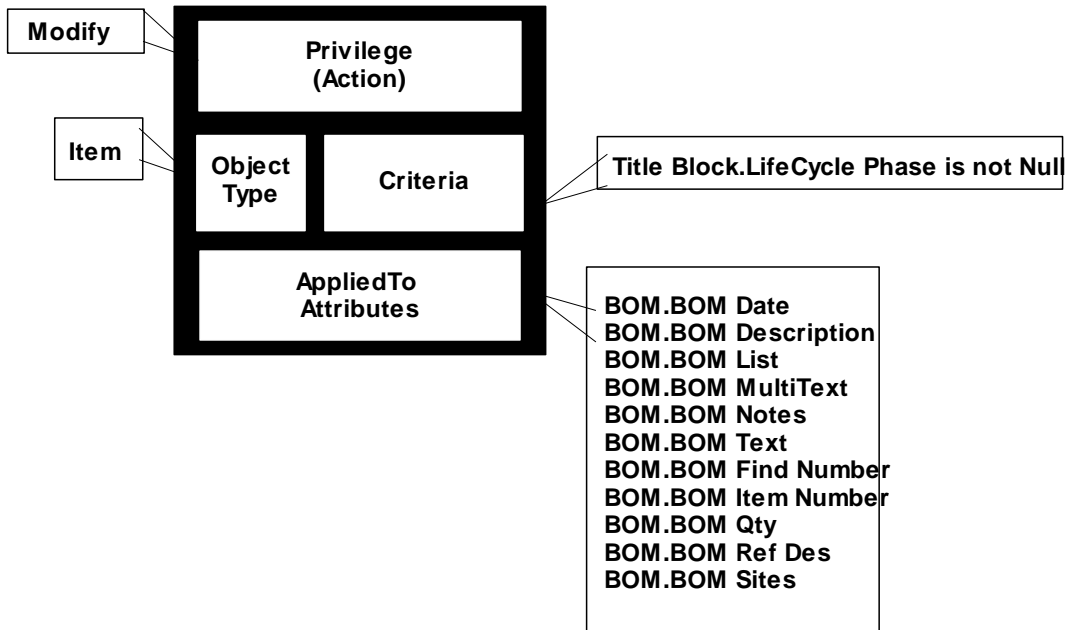 Modify
Privilege
(Action)
Item
Object
Type
Criteria
Title Block.LifeCycle Phase is not Null
AppliedTo
Attributes
BOM.BOM Date
BOM.BOM Description
BOM.BOM List
BOM.BOM MultiText
BOM.BOM Notes
BOM.BOM Text
BOM.BOM Find Number
BOM.BOM Item Number
BOM.BOM Qty
BOM.BOM Ref Des
BOM.BOM Sites